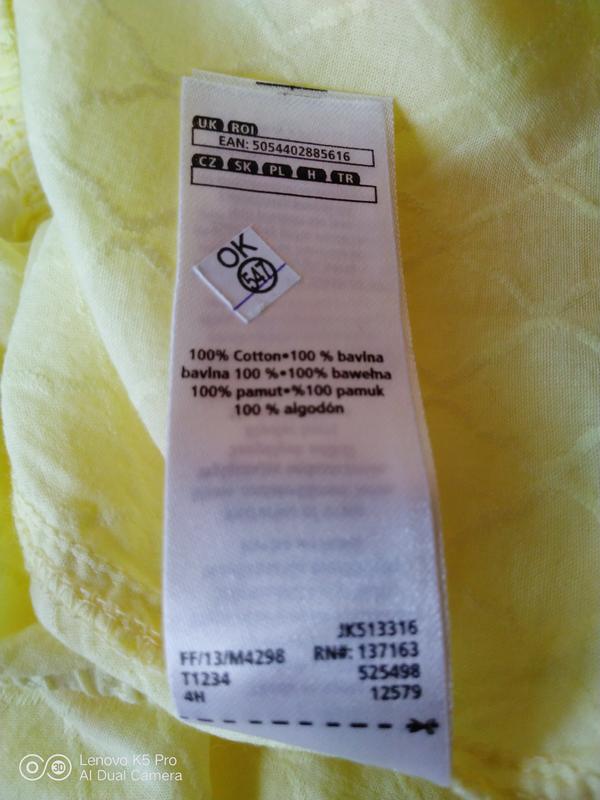 UK ROI
EAN: 5054402885616
CZ SK PL H TR
OK
547
100% Cotton•100 % bavlna
bavlna 100 %•100% bawełna
100% pamut•%100 pamuk
100 % algodón
JK513316
FF/13/M4298 RN#: 137163
T1234 525498
4H 12579
Lenovo K5 Pro
AI Dual Camera